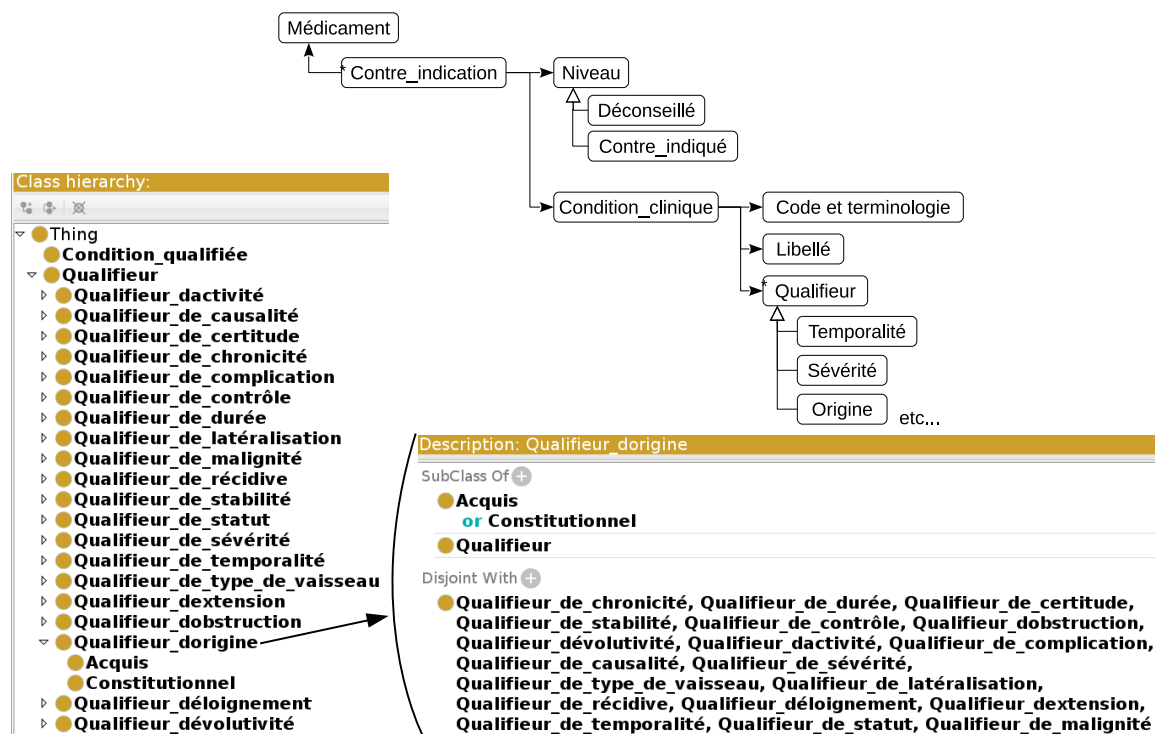 Médicament
* Contre_indication
Niveau
Déconseillé
Contre_indiqué
Condition_clinique
Code et terminologie
Libellé
* Qualifieur
Temporalité
Sévérité
Origine
etc...
Class hierarchy:
Thing
Condition_qualifiée
Qualifieur
Qualifieur_dactivité
Qualifieur_de_causalité
Qualifieur_de_certitude
Qualifieur_de_chronicité
Qualifieur_de_complication
Qualifieur_de_contrôle
Qualifieur_de_durée
Qualifieur_de_latéralisation
Qualifieur_de_malignité
Qualifieur_de_récidive
Qualifieur_de_stabilité
Qualifieur_de_statut
Qualifieur_de_sévérité
Qualifieur_de_temporalité
Qualifieur_de_type_de_vaisseau
Qualifieur_dextension
Qualifieur_dobstruction
Qualifieur_dorigine
Acquis
Constitutionnel
Qualifieur_déloignement
Qualifieur_dévolutivité
Description: Qualifieur_dorigine
SubClass Of
Acquis
or Constitutionnel
Qualifieur
Disjoint With
Qualifieur_de_chronicité, Qualifieur_de_durée, Qualifieur_de_certitude,
Qualifieur_de_stabilité, Qualifieur_de_contrôle, Qualifieur_dobstruction,
Qualifieur_dévolutivité, Qualifieur_dactivité, Qualifieur_de_complication,
Qualifieur_de_causalité, Qualifieur_de_sévérité,
Qualifieur_de_type_de_vaisseau, Qualifieur_de_latéralisation,
Qualifieur_de_récidive, Qualifieur_déloignement, Qualifieur_dextension,
Qualifieur_de_temporalité, Qualifieur_de_statut, Qualifieur_de_malignité